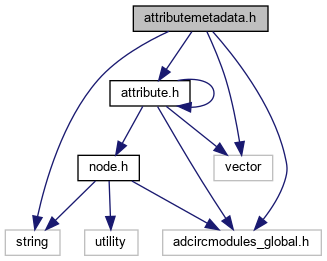 attributemetadata.h
attribute.h
node.h
vector
string
utility
adcircmodules_global.h